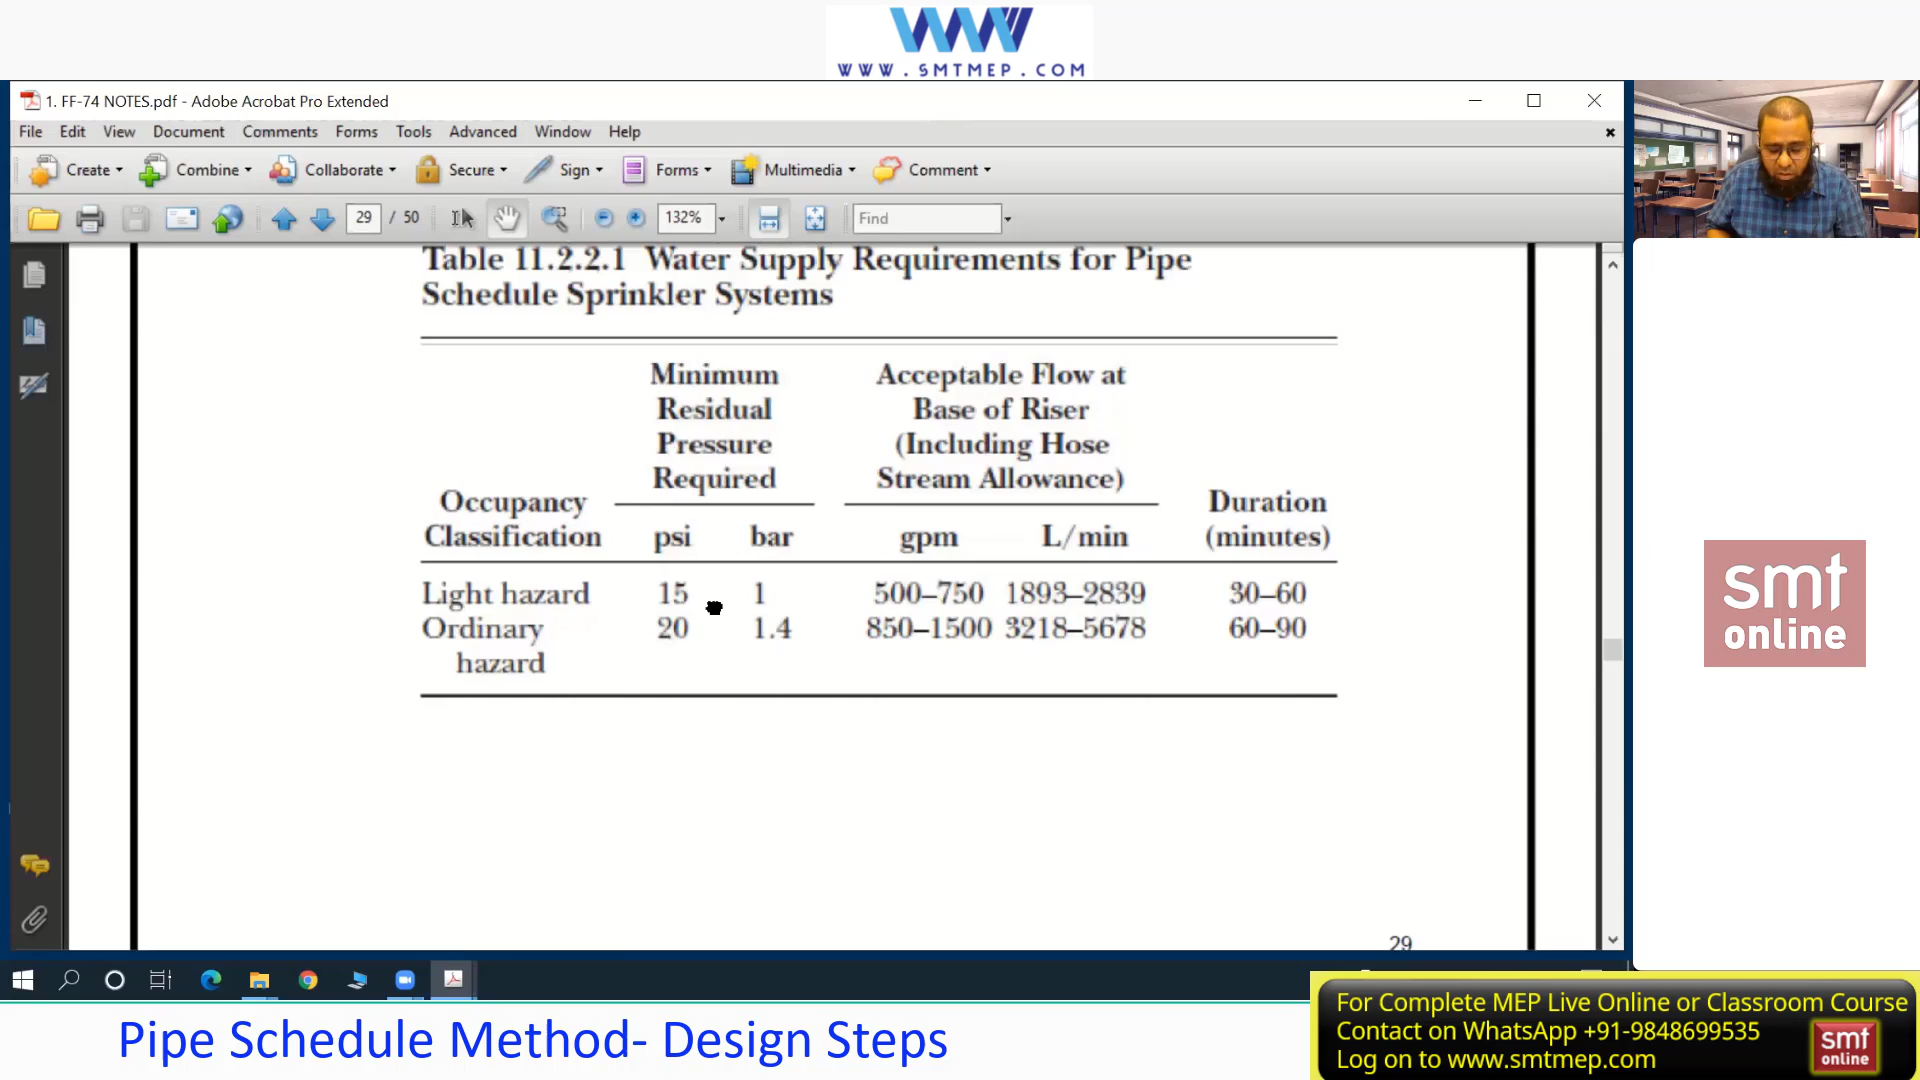 WWW.SMTMEP.COM
1. FF-74 NOTES.pdf - Adobe Acrobat Pro Extended
File Edit View Document Comments Forms Tools Advanced Window Help
Create Combine Collaborate Secure Sign Forms Multimedia Comment
29 / 50 132% Find
Table 11.2.2.1 Water Supply Requirements for Pipe
Schedule Sprinkler Systems
Minimum Residual Pressure Required
Acceptable Flow at Base of Riser (Including Hose Stream Allowance)
Occupancy Classification psi bar gpm L/min Duration (minutes)
Light hazard 15 1 500–750 1893–2839 30–60
Ordinary hazard 20 1.4 850–1500 3218–5678 60–90
29
smt
online
Pipe Schedule Method- Design Steps
For Complete MEP Live Online or Classroom Course
Contact on WhatsApp +91-9848699535
Log on to www.smtmep.com
smt
online